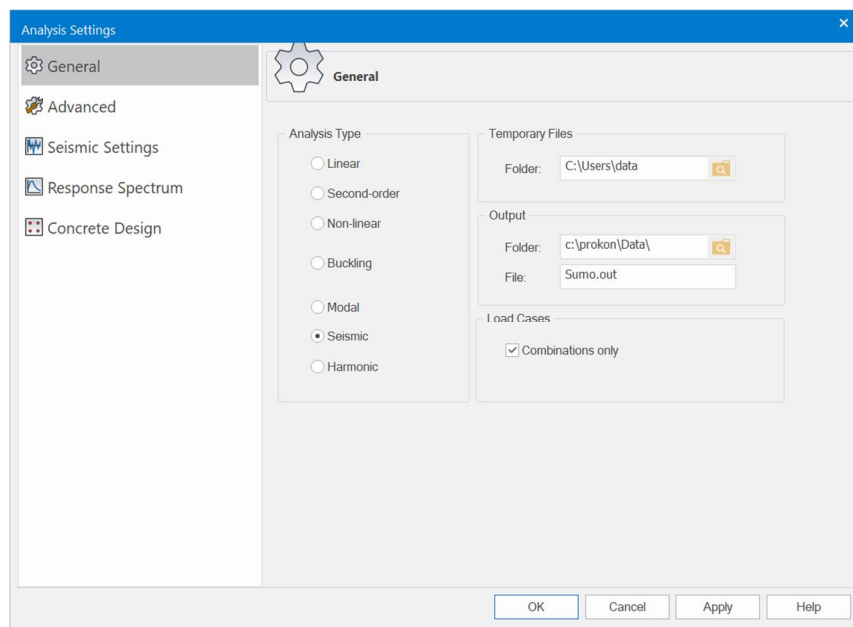 Analysis Settings
×
General
Advanced
Seismic Settings
Response Spectrum
Concrete Design
General
Analysis Type
Linear
Second-order
Non-linear
Buckling
Modal
Seismic
Harmonic
Temporary Files
Folder: C:\Users\data
Output
Folder: c:\prokon\Data\
File: Sumo.out
Load Cases
Combinations only
OK Cancel Apply Help